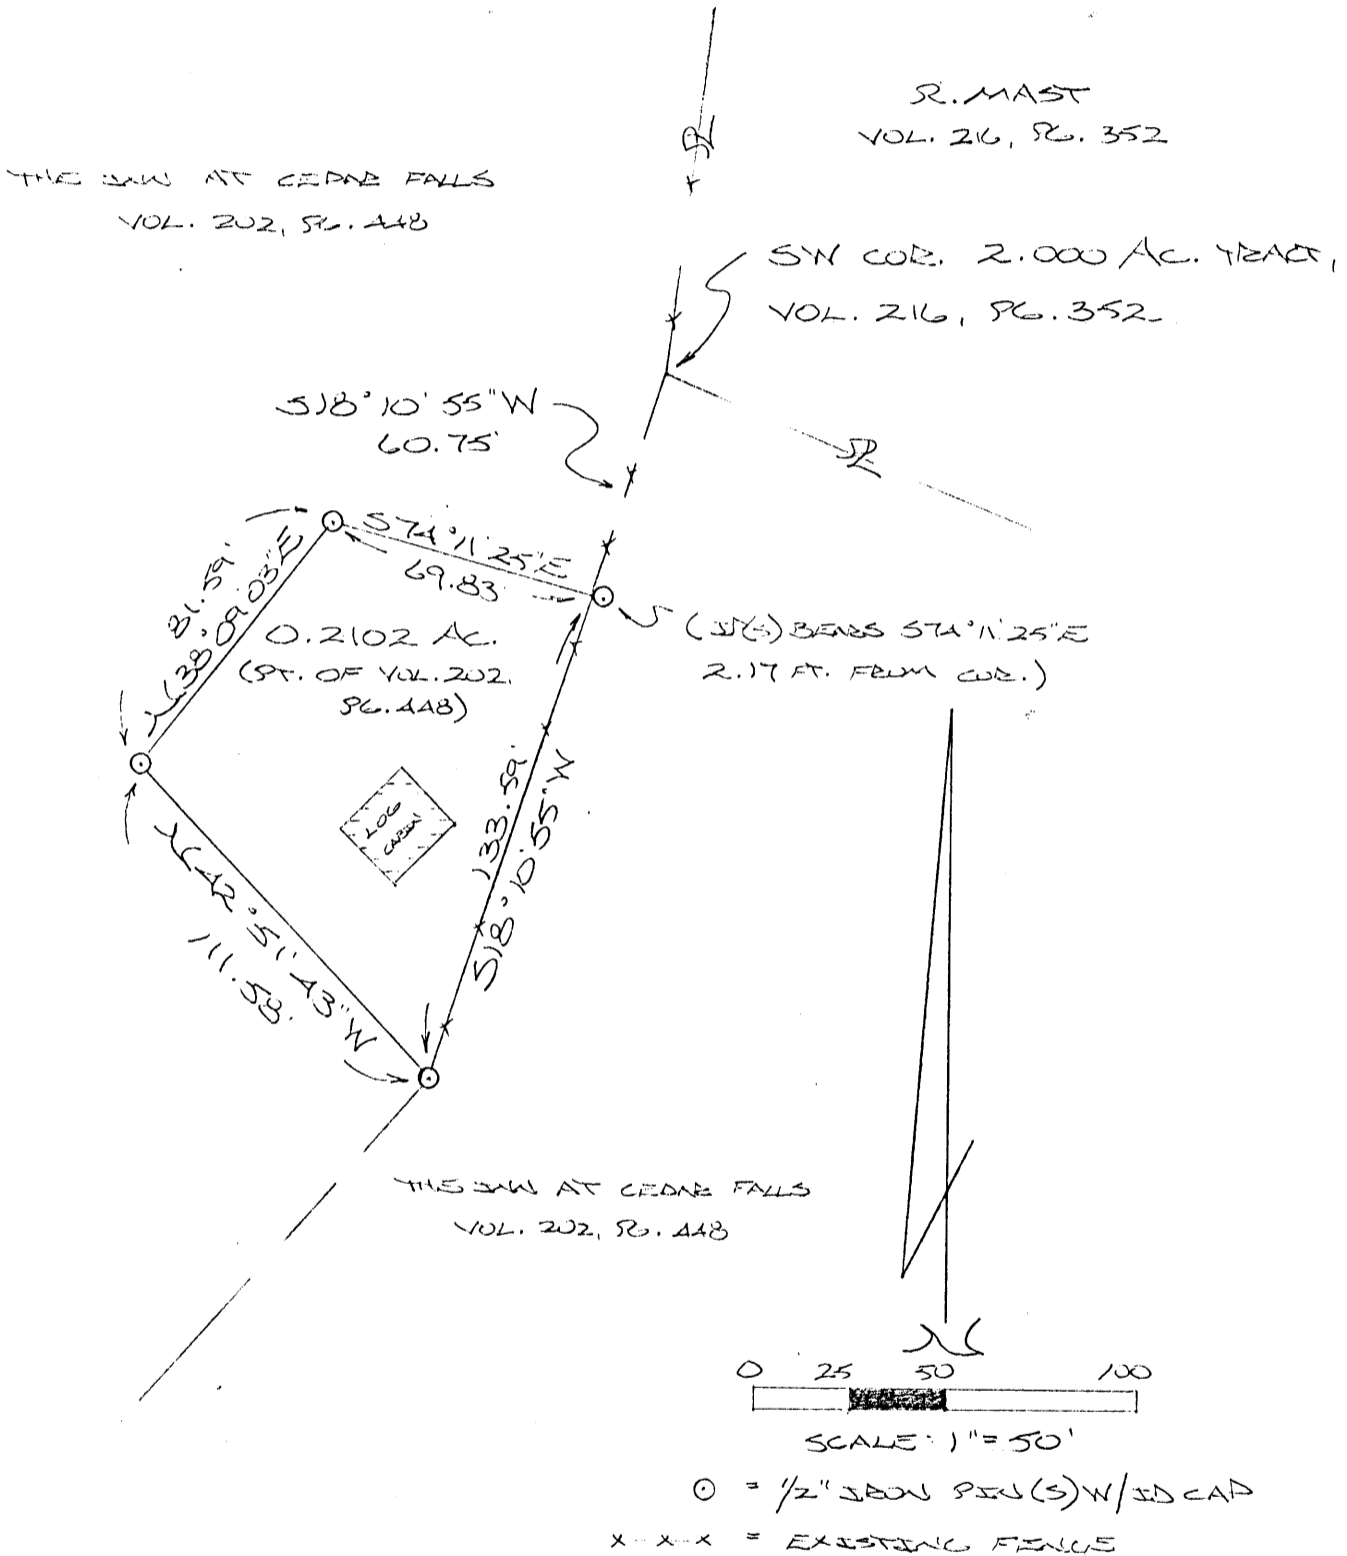 R. MAST
VOL. 216, PG. 352
THE INN AT CEDAR FALLS
VOL. 202, PG. 448
PL
SW COR. 2.000 AC. TRACT,
VOL. 216, PG. 352
S18°10'55"W
60.75'
PL
S74°11'25"E
69.83'
81.59'
N38°09'03"E
0.2102 AC.
(PT. OF VOL. 202,
PG. 448)
(IP(S) BEARS S74°11'25"E
2.17 FT. FROM COR.)
LOG
CABIN
133.59'
S18°10'55"W
N42°51'43"W
111.58'
THE INN AT CEDAR FALLS
VOL. 202, PG. 448
N
0 25 50 100
SCALE: 1"=50'
⊙ = 1/2" IRON PIN(S) W/ID CAP
x--x--x = EXISTING FENCE